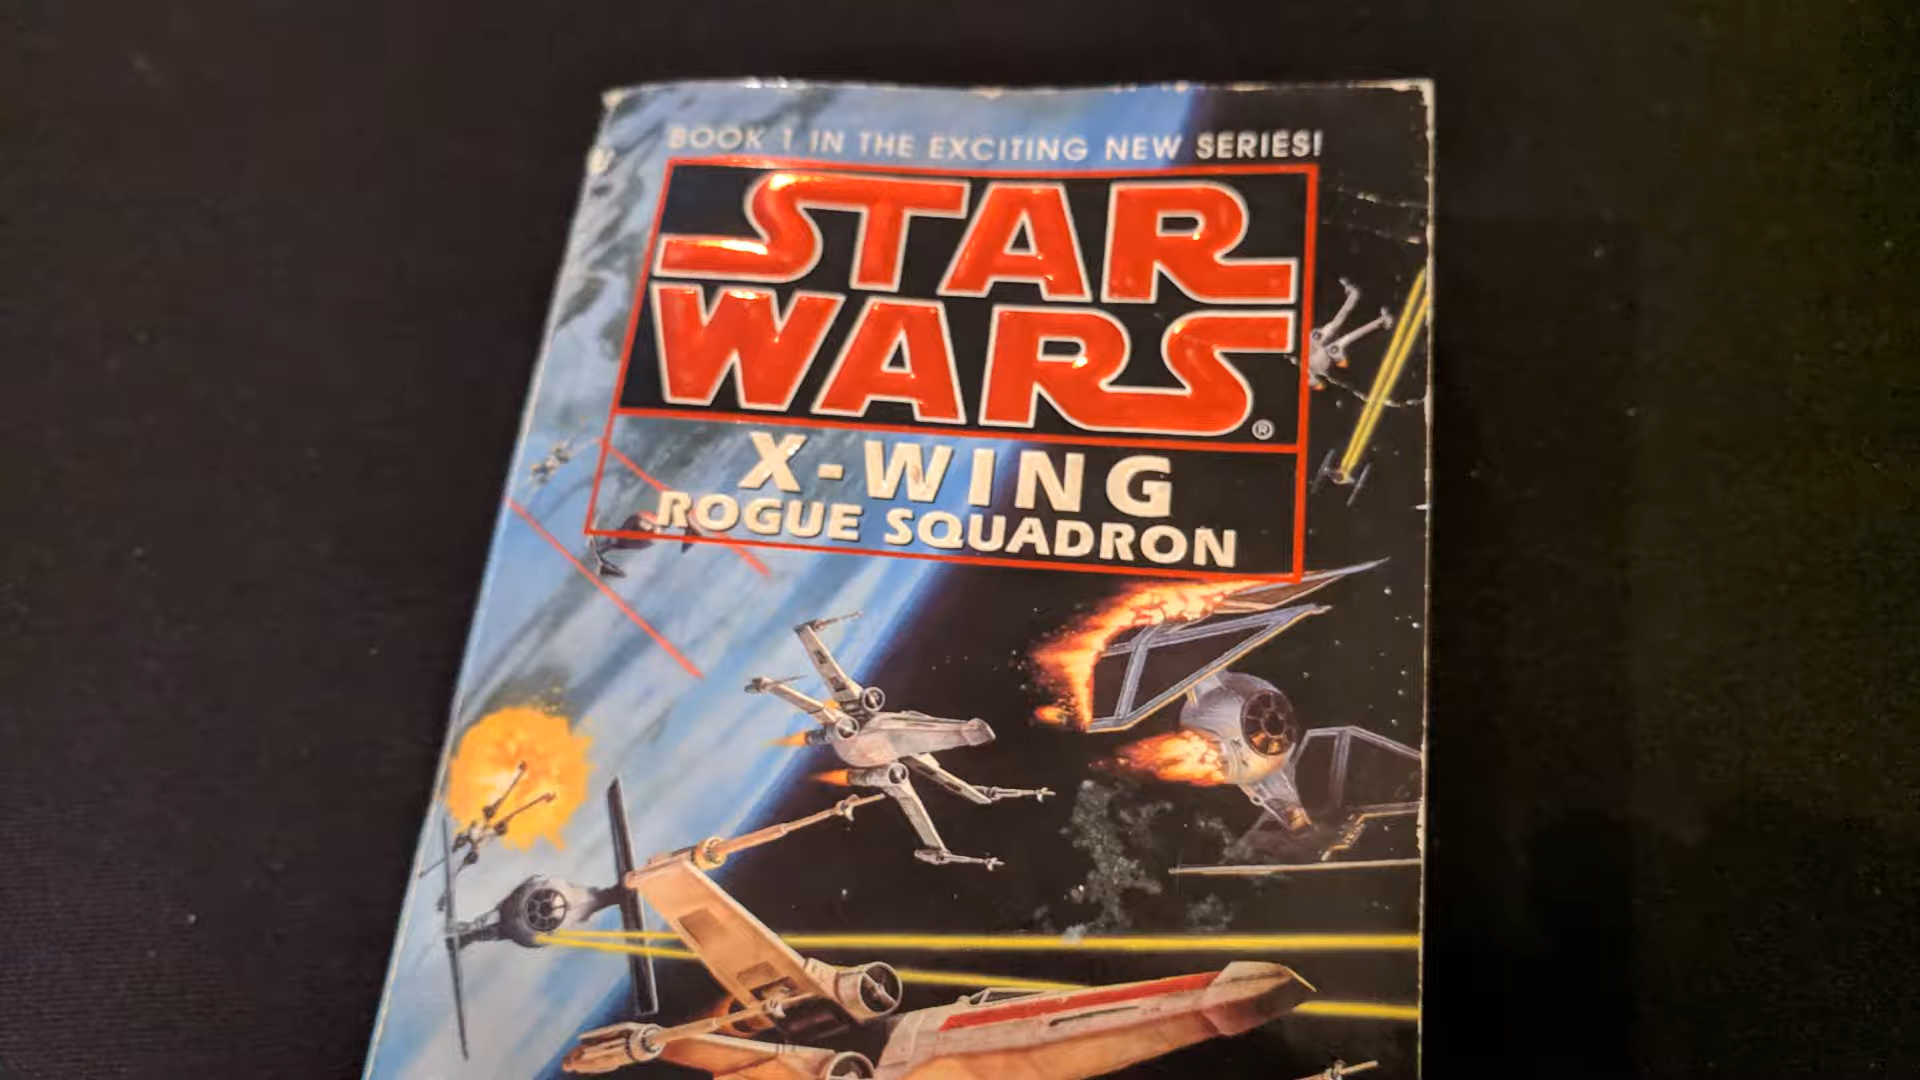 BOOK 1 IN THE EXCITING NEW SERIES!
STAR
WARS®
X-WING
ROGUE SQUADRON